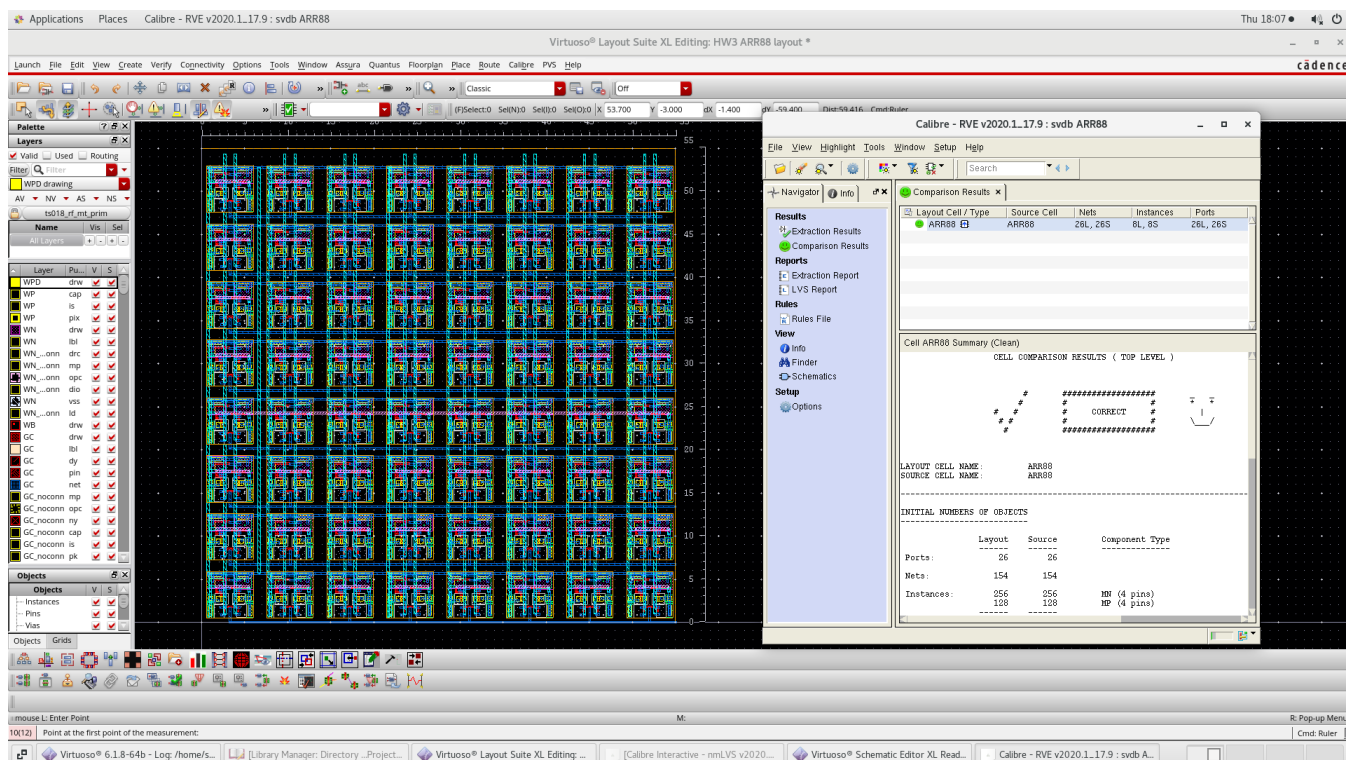 Applications Places Calibre - RVE v2020.1_17.9 : svdb ARR88 Thu 18:07
Virtuoso® Layout Suite XL Editing: HW3 ARR88 layout *
Launch File Edit View Create Verify Connectivity Options Tools Window Assura Quantus Floorplan Place Route Calibre PVS Help cādence
Classic Off
(F)Select:0 Sel(N):0 Sel(I):0 Sel(O):0 X 53.700 Y -3.000 dX -1.400 dY -59.400 Dist:59.416 Cmd:Ruler
Palette
Layers
Valid Used Routing
Filter Filter
WPD drawing
AV NV AS NS
ts018_rf_mt_prim
Name Vis Sel
All Layers + - + -
Layer Pu... V S
WPD drw
WP cap
WP is
WP pix
WN drw
WN lbl
WN_...onn drc
WN_...onn mp
WN_...onn opc
WN_...onn dio
WN vss
WN_...onn ld
WB drw
GC drw
GC lbl
GC dy
GC pin
GC net
GC_noconn mp
GC_noconn opc
GC_noconn ny
GC_noconn cap
GC_noconn is
GC_noconn pk
Objects
Objects V S
Instances
Pins
Vias
Objects Grids
55
50
45
40
35
30
25
20
15
10
5
0
Calibre - RVE v2020.1_17.9 : svdb ARR88
File View Highlight Tools Window Setup Help
Search
Navigator Info
Results
Extraction Results
Comparison Results
Reports
Extraction Report
LVS Report
Rules
Rules File
View
Info
Finder
Schematics
Setup
Options
Comparison Results
Layout Cell / Type Source Cell Nets Instances Ports
ARR88 ARR88 26L, 26S 8L, 8S 26L, 26S
Cell ARR88 Summary (Clean)
CELL COMPARISON RESULTS ( TOP LEVEL )
# ###################
# # #
# # # CORRECT #
# # # #
# ###################
LAYOUT CELL NAME: ARR88
SOURCE CELL NAME: ARR88
INITIAL NUMBERS OF OBJECTS
Layout Source Component Type
Ports: 26 26
Nets: 154 154
Instances: 256 256 MN (4 pins)
128 128 MP (4 pins)
mouse L: Enter Point M: R: Pop-up Menu
10(12) Point at the first point of the measurement: Cmd: Ruler
Virtuoso® 6.1.8-64b - Log: /home/s... [Library Manager: Directory ...Project... Virtuoso® Layout Suite XL Editing: ... [Calibre Interactive - nmLVS v2020.... Virtuoso® Schematic Editor XL Read... Calibre - RVE v2020.1_17.9 : svdb A...